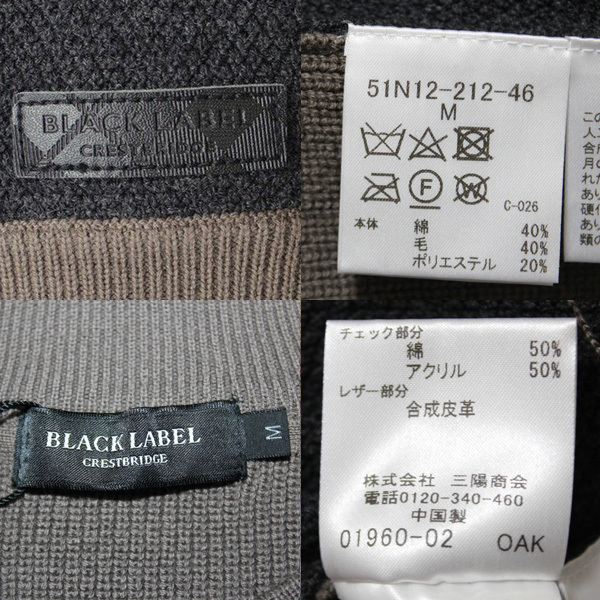 BLACK LABEL
CRESTBRIDGE
51N12-212-46
M
F
W
C-026
本体
綿 40%
毛 40%
ポリエステル 20%
BLACK LABEL
CRESTBRIDGE
M
チェック部分
綿 50%
アクリル 50%
レザー部分
合成皮革
株式会社 三陽商会
電話0120-340-460
中国製
01960-02 OAK